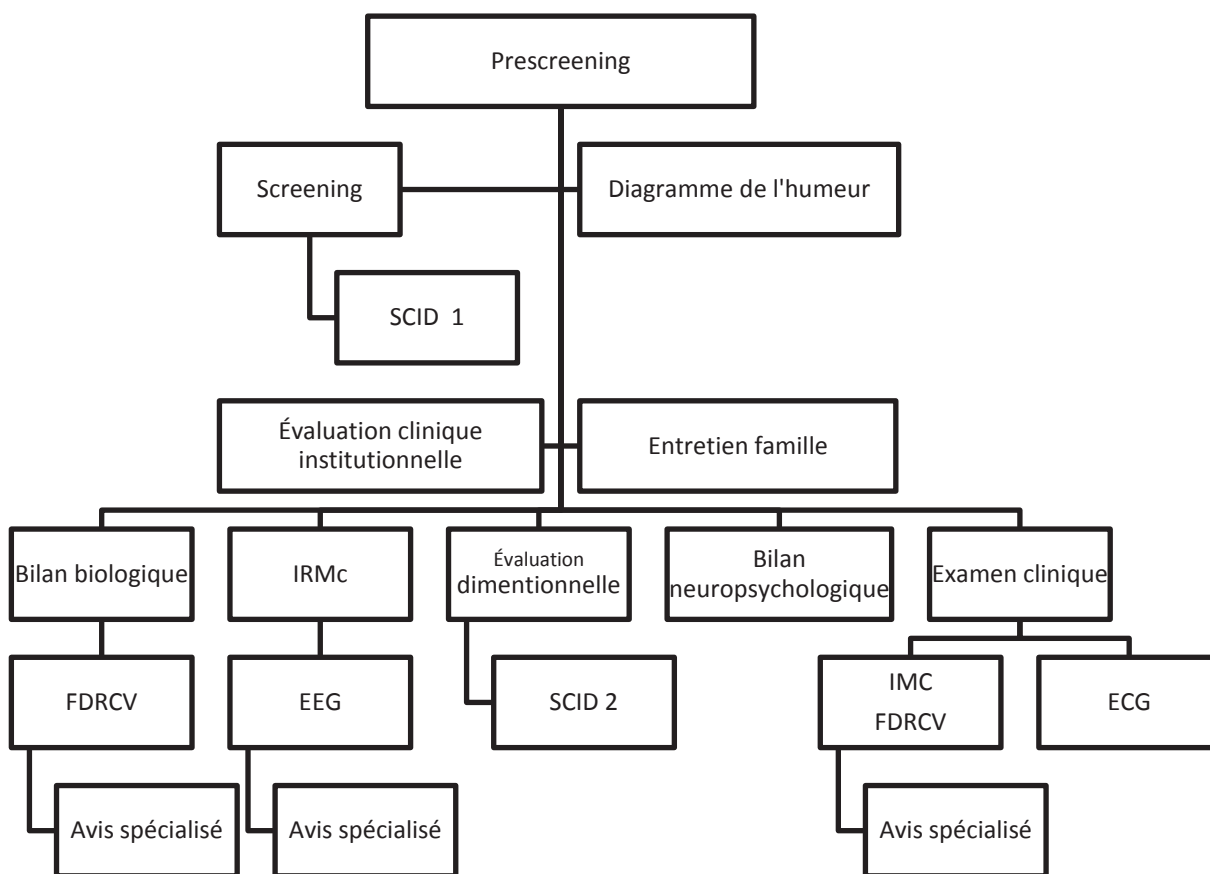 Prescreening
Screening
Diagramme de l'humeur
SCID 1
Évaluation clinique
institutionnelle
Entretien famille
Bilan biologique
IRMc
Évaluation
dimentionnelle
Bilan
neuropsychologique
Examen clinique
FDRCV
EEG
SCID 2
IMC
FDRCV
ECG
Avis spécialisé
Avis spécialisé
Avis spécialisé